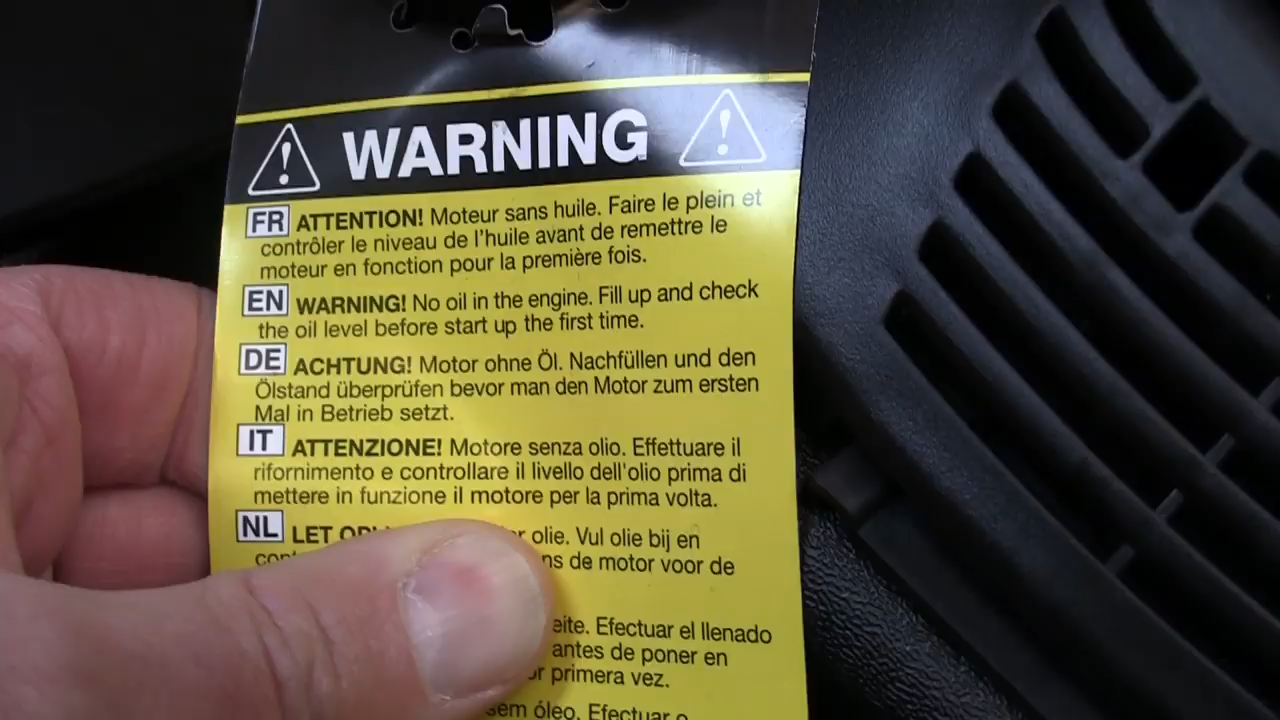 WARNING
FR ATTENTION! Moteur sans huile. Faire le plein et
contrôler le niveau de l'huile avant de remettre le
moteur en fonction pour la première fois.
EN WARNING! No oil in the engine. Fill up and check
the oil level before start up the first time.
DE ACHTUNG! Motor ohne Öl. Nachfüllen und den
Ölstand überprüfen bevor man den Motor zum ersten
Mal in Betrieb setzt.
IT ATTENZIONE! Motore senza olio. Effettuare il
rifornimento e controllare il livello dell'olio prima di
mettere in funzione il motore per la prima volta.
NL LET olie. Vul olie bij en
de motor voor de
Efectuar el llenado
antes de poner en
primera vez.
sem óleo. Efectuar o